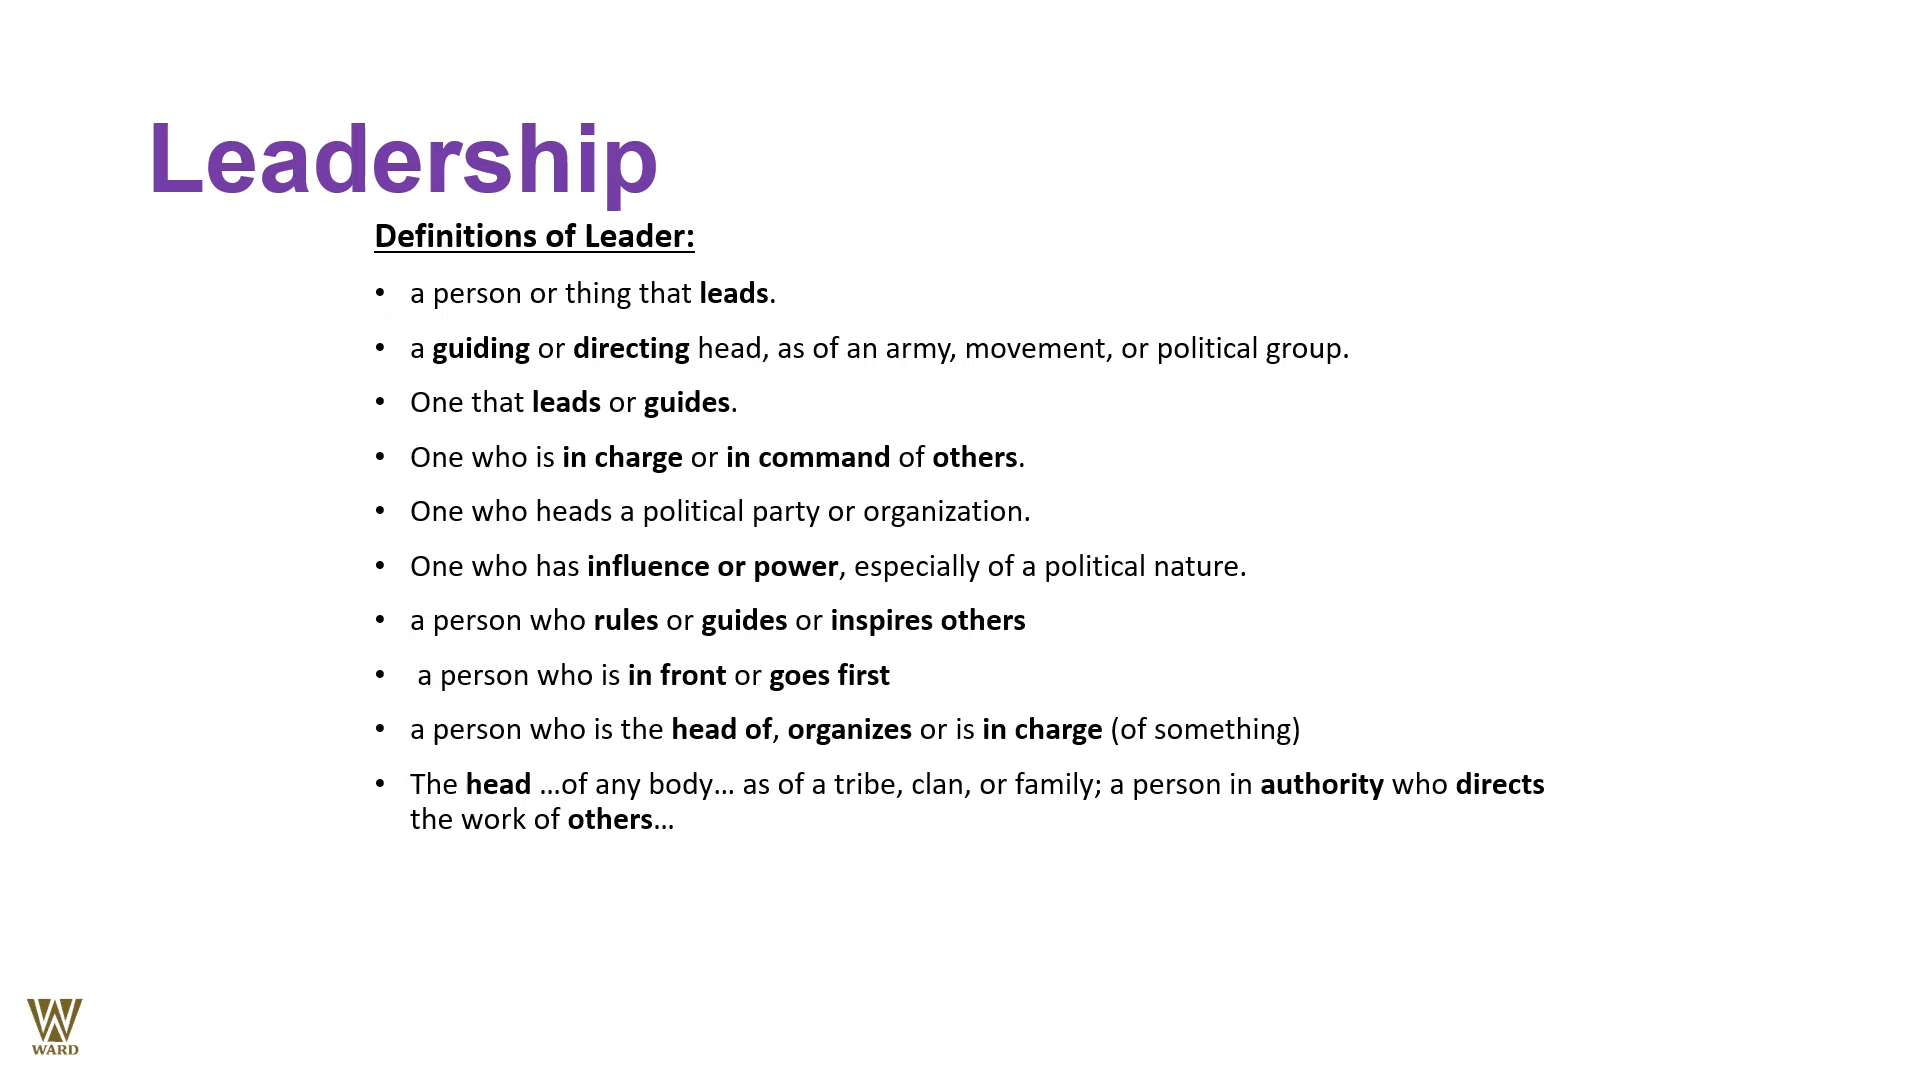 Leadership
Definitions of Leader:
• a person or thing that leads.
• a guiding or directing head, as of an army, movement, or political group.
• One that leads or guides.
• One who is in charge or in command of others.
• One who heads a political party or organization.
• One who has influence or power, especially of a political nature.
• a person who rules or guides or inspires others
• a person who is in front or goes first
• a person who is the head of, organizes or is in charge (of something)
• The head …of any body… as of a tribe, clan, or family; a person in authority who directs
the work of others…
WARD